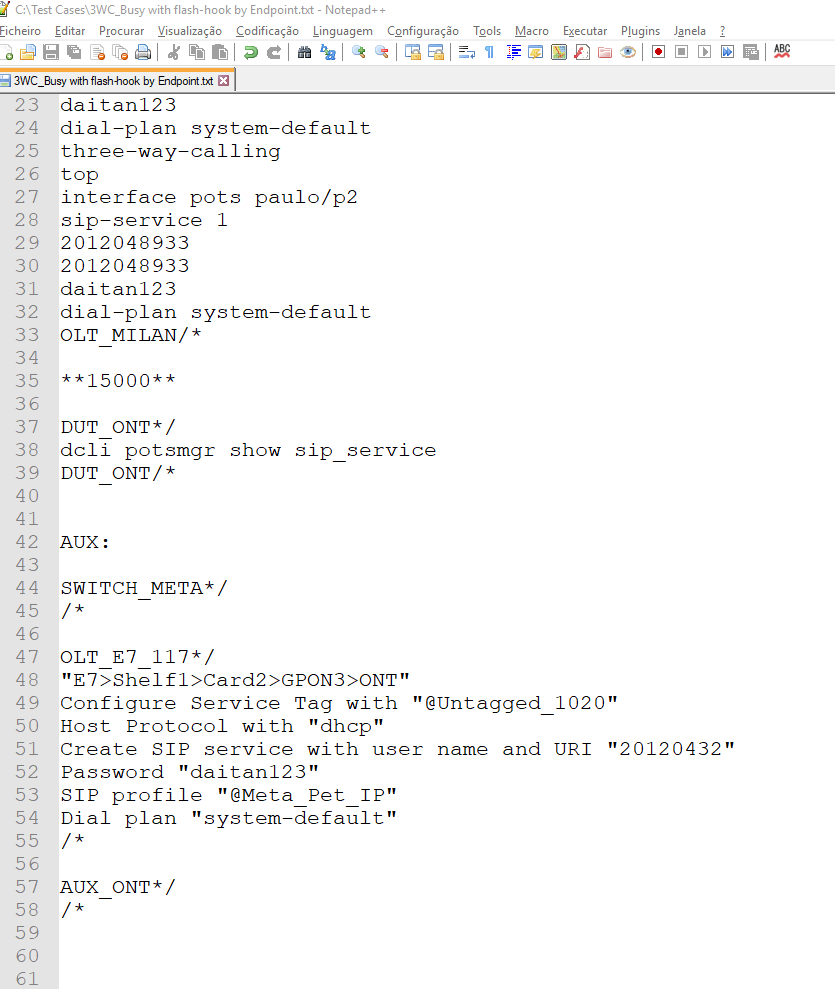 C:\Test Cases\3WC_Busy with flash-hook by Endpoint.txt - Notepad++
Ficheiro Editar Procurar Visualização Codificação Linguagem Configuração Tools Macro Executar Plugins Janela ?
ABC
3WC_Busy with flash-hook by Endpoint.txt
23 daitan123
24 dial-plan system-default
25 three-way-calling
26 top
27 interface pots paulo/p2
28 sip-service 1
29 2012048933
30 2012048933
31 daitan123
32 dial-plan system-default
33 OLT_MILAN/*
34
35 **15000**
36
37 DUT_ONT*/
38 dcli potsmgr show sip_service
39 DUT_ONT/*
40
41
42 AUX:
43
44 SWITCH_META*/
45 /*
46
47 OLT_E7_117*/
48 "E7>Shelf1>Card2>GPON3>ONT"
49 Configure Service Tag with "@Untagged_1020"
50 Host Protocol with "dhcp"
51 Create SIP service with user name and URI "20120432"
52 Password "daitan123"
53 SIP profile "@Meta_Pet_IP"
54 Dial plan "system-default"
55 /*
56
57 AUX_ONT*/
58 /*
59
60
61